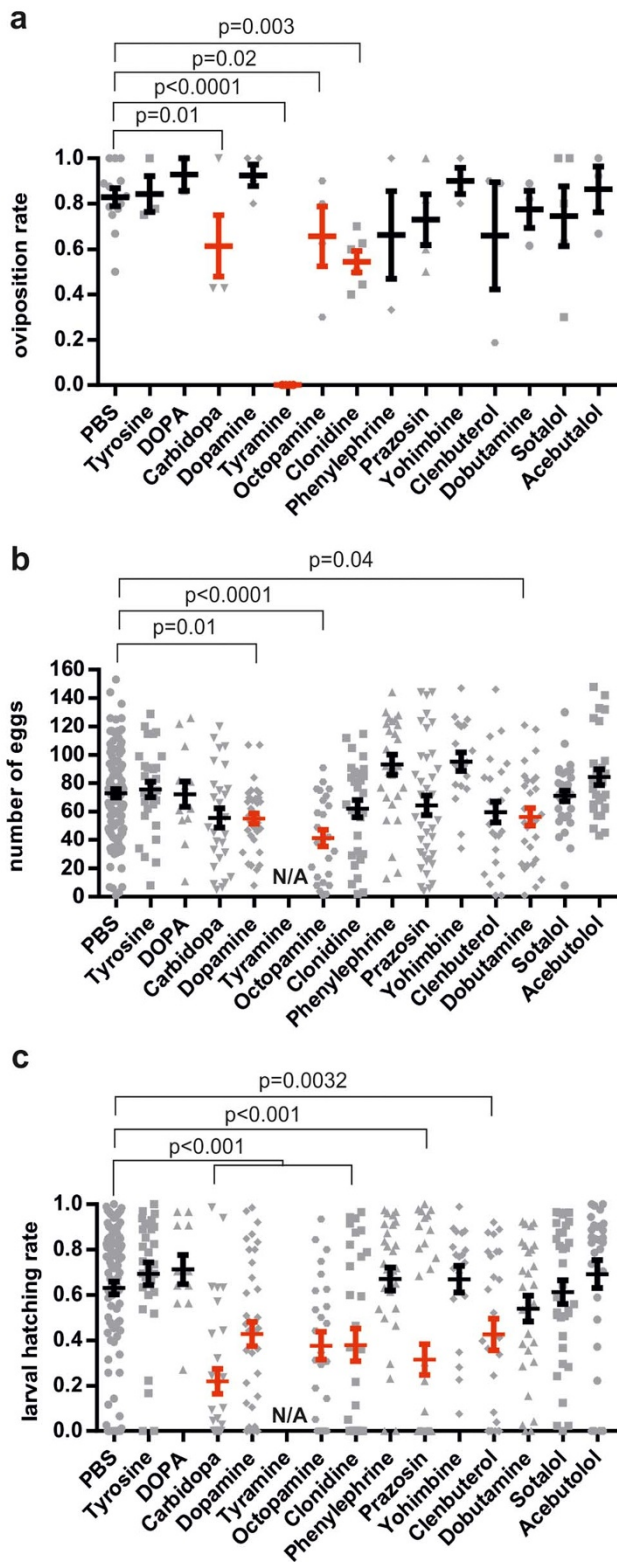 a
p=0.003
p=0.02
p<0.0001
p=0.01
oviposition rate
1.0
0.8
0.6
0.4
0.2
0.0
PBS
Tyrosine
DOPA
Carbidopa
Dopamine
Tyramine
Octopamine
Clonidine
Phenylephrine
Prazosin
Yohimbine
Clenbuterol
Dobutamine
Sotalol
Acebutalol
b
p=0.04
p<0.0001
p=0.01
number of eggs
160
140
120
100
80
60
40
20
0
N/A
PBS
Tyrosine
DOPA
Carbidopa
Dopamine
Tyramine
Octopamine
Clonidine
Phenylephrine
Prazosin
Yohimbine
Clenbuterol
Dobutamine
Sotalol
Acebutolol
c
p=0.0032
p<0.001
p<0.001
larval hatching rate
1.0
0.8
0.6
0.4
0.2
0.0
N/A
PBS
Tyrosine
DOPA
Carbidopa
Dopamine
Tyramine
Octopamine
Clonidine
Phenylephrine
Prazosin
Yohimbine
Clenbuterol
Dobutamine
Sotalol
Acebutolol